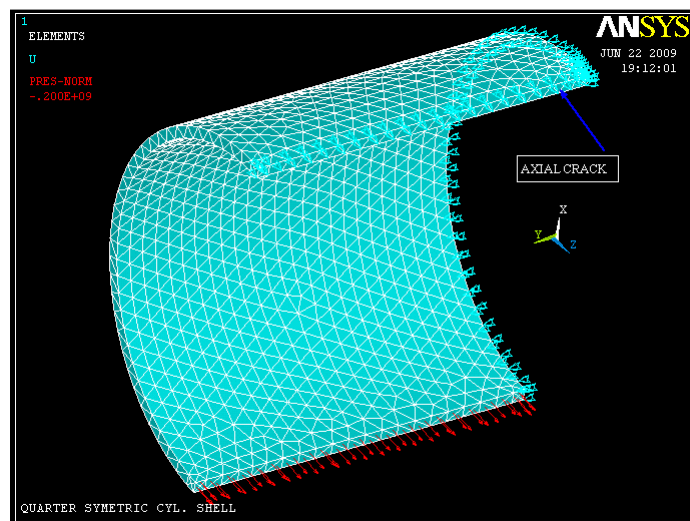 1
ELEMENTS
U
PRES-NORM
-.200E+09
ANSYS
JUN 22 2009
19:12:01
AXIAL CRACK
X
Y
Z
QUARTER SYMETRIC CYL. SHELL